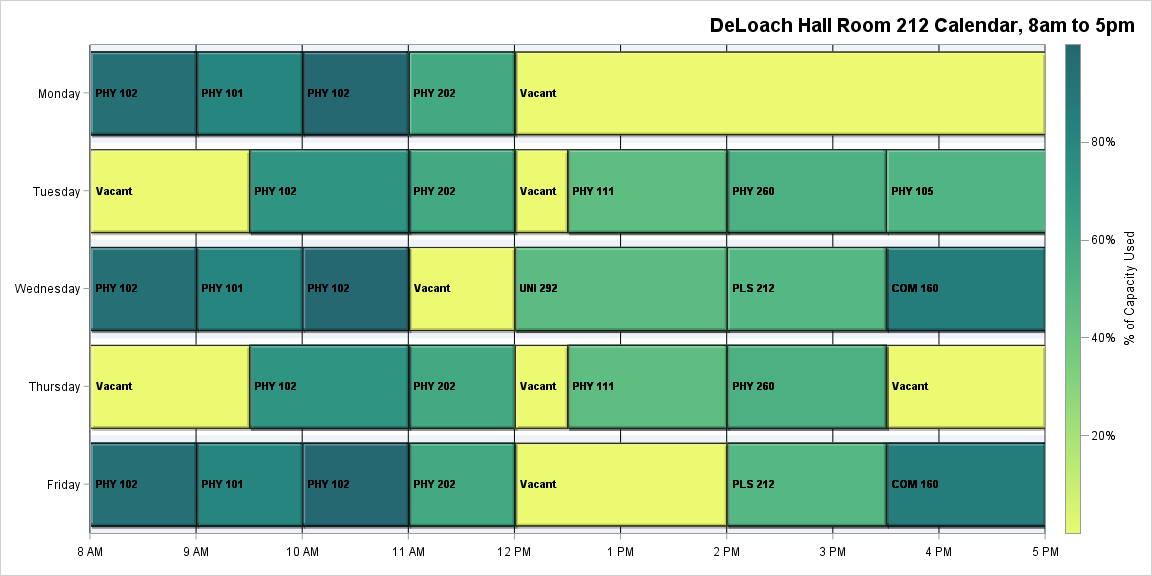 DeLoach Hall Room 212 Calendar, 8am to 5pm
Monday
PHY 102
PHY 101
PHY 102
PHY 202
Vacant
Tuesday
Vacant
PHY 102
PHY 202
Vacant
PHY 111
PHY 260
PHY 105
Wednesday
PHY 102
PHY 101
PHY 102
Vacant
UNI 292
PLS 212
COM 160
Thursday
Vacant
PHY 102
PHY 202
Vacant
PHY 111
PHY 260
Vacant
Friday
PHY 102
PHY 101
PHY 102
PHY 202
Vacant
PLS 212
COM 160
8 AM
9 AM
10 AM
11 AM
12 PM
1 PM
2 PM
3 PM
4 PM
5 PM
80%
60%
40%
20%
% of Capacity Used